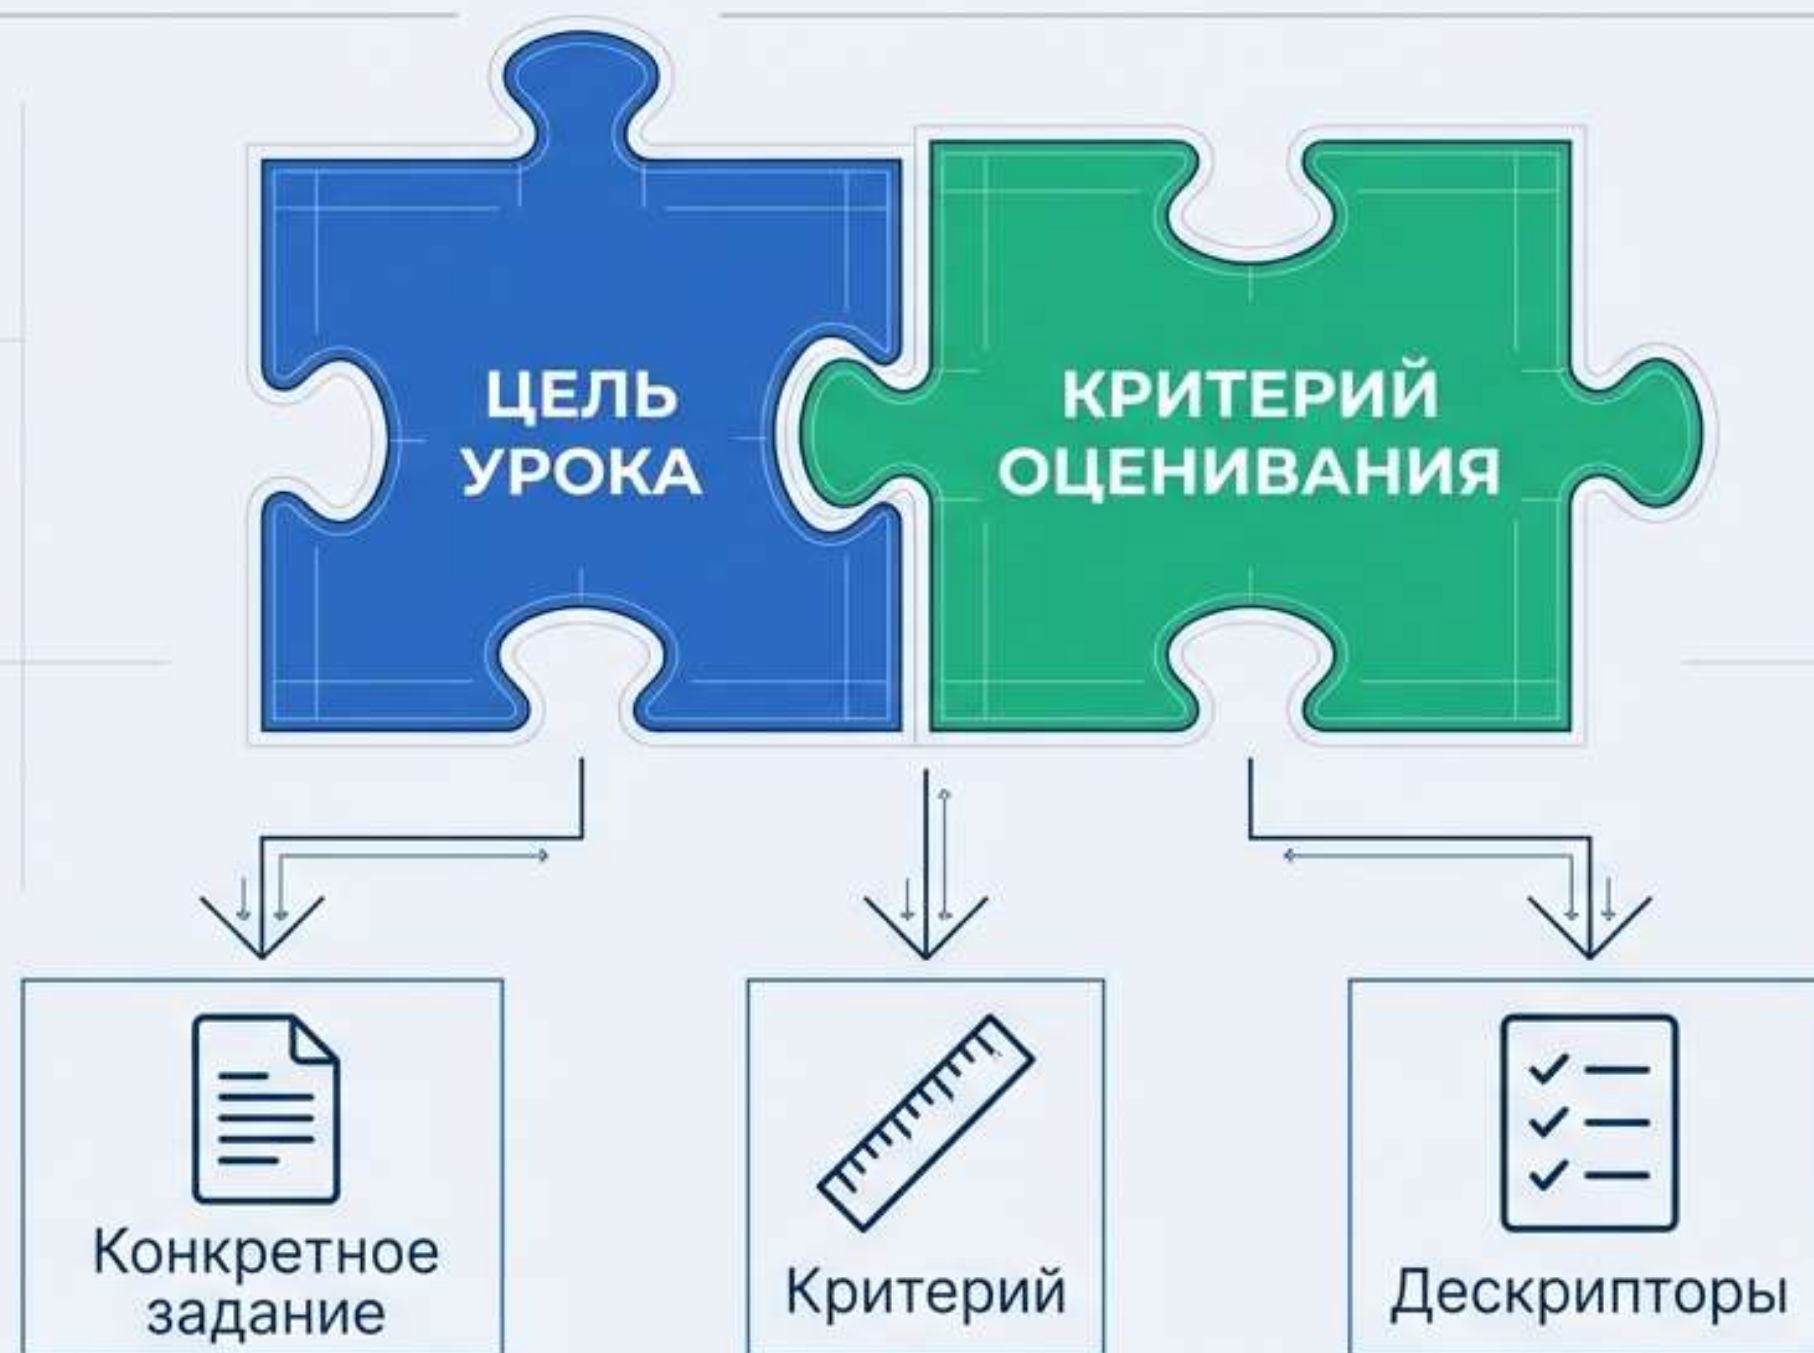 ЦЕЛЬ
УРОКА
КРИТЕРИЙ
ОЦЕНИВАНИЯ
Конкретное
задание
Критерий
Дескрипторы